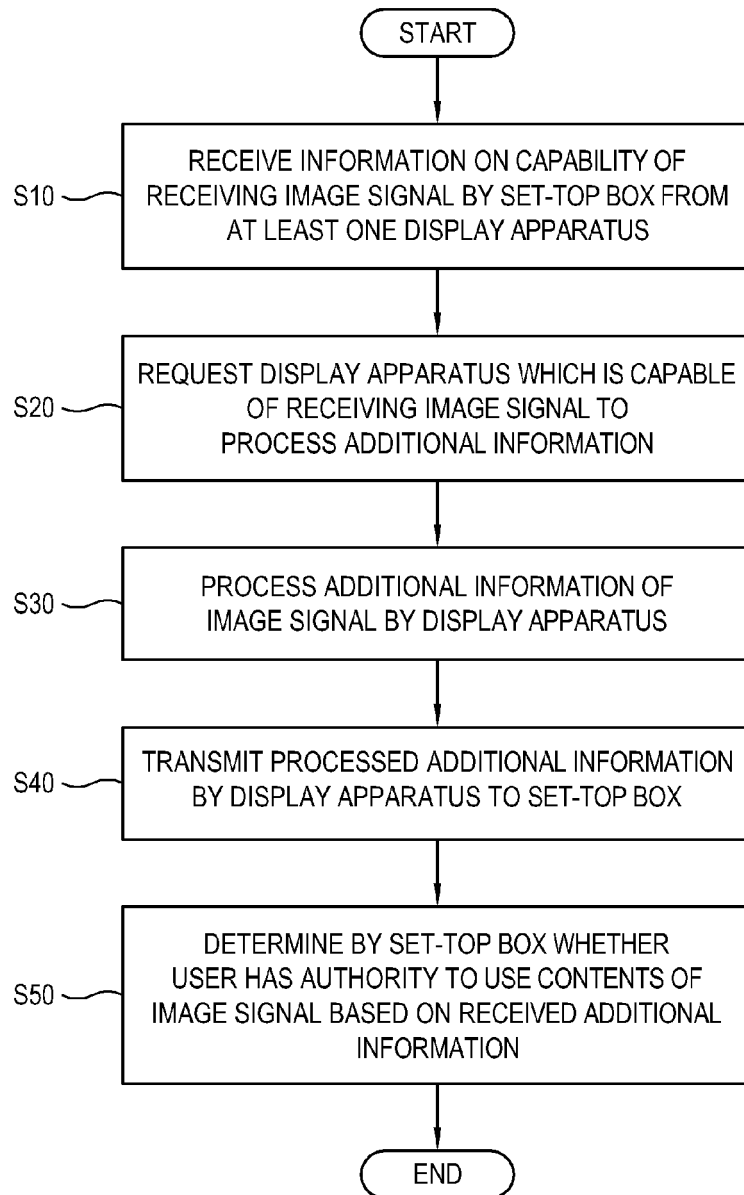 START
S10
RECEIVE INFORMATION ON CAPABILITY OF
RECEIVING IMAGE SIGNAL BY SET-TOP BOX FROM
AT LEAST ONE DISPLAY APPARATUS
S20
REQUEST DISPLAY APPARATUS WHICH IS CAPABLE
OF RECEIVING IMAGE SIGNAL TO
PROCESS ADDITIONAL INFORMATION
S30
PROCESS ADDITIONAL INFORMATION OF
IMAGE SIGNAL BY DISPLAY APPARATUS
S40
TRANSMIT PROCESSED ADDITIONAL INFORMATION
BY DISPLAY APPARATUS TO SET-TOP BOX
S50
DETERMINE BY SET-TOP BOX WHETHER
USER HAS AUTHORITY TO USE CONTENTS OF
IMAGE SIGNAL BASED ON RECEIVED ADDITIONAL
INFORMATION
END